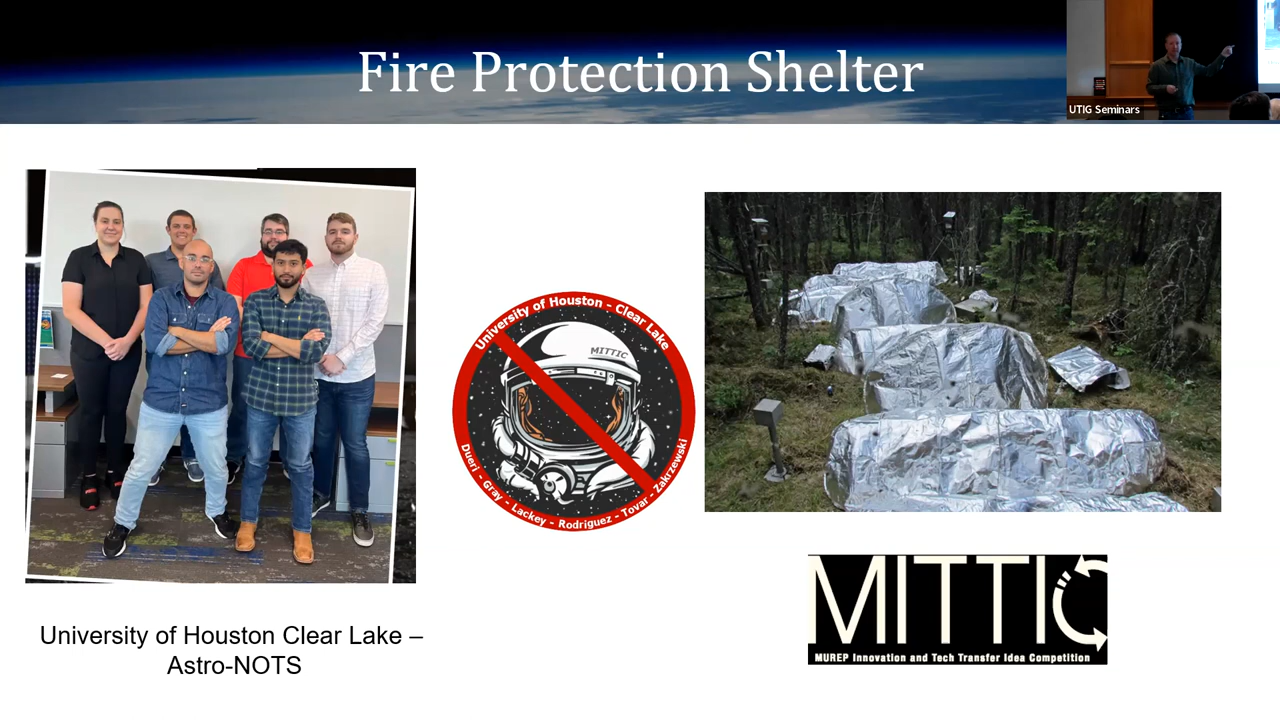 Fire Protection Shelter
UTIG Seminars
University of Houston - Clear Lake
MITTIC
Dueri - Gray - Lackey - Rodriguez - Tovar - Zakrzewski
MITTIC
MUREP Innovation and Tech Transfer Idea Competition
University of Houston Clear Lake –
Astro-NOTS